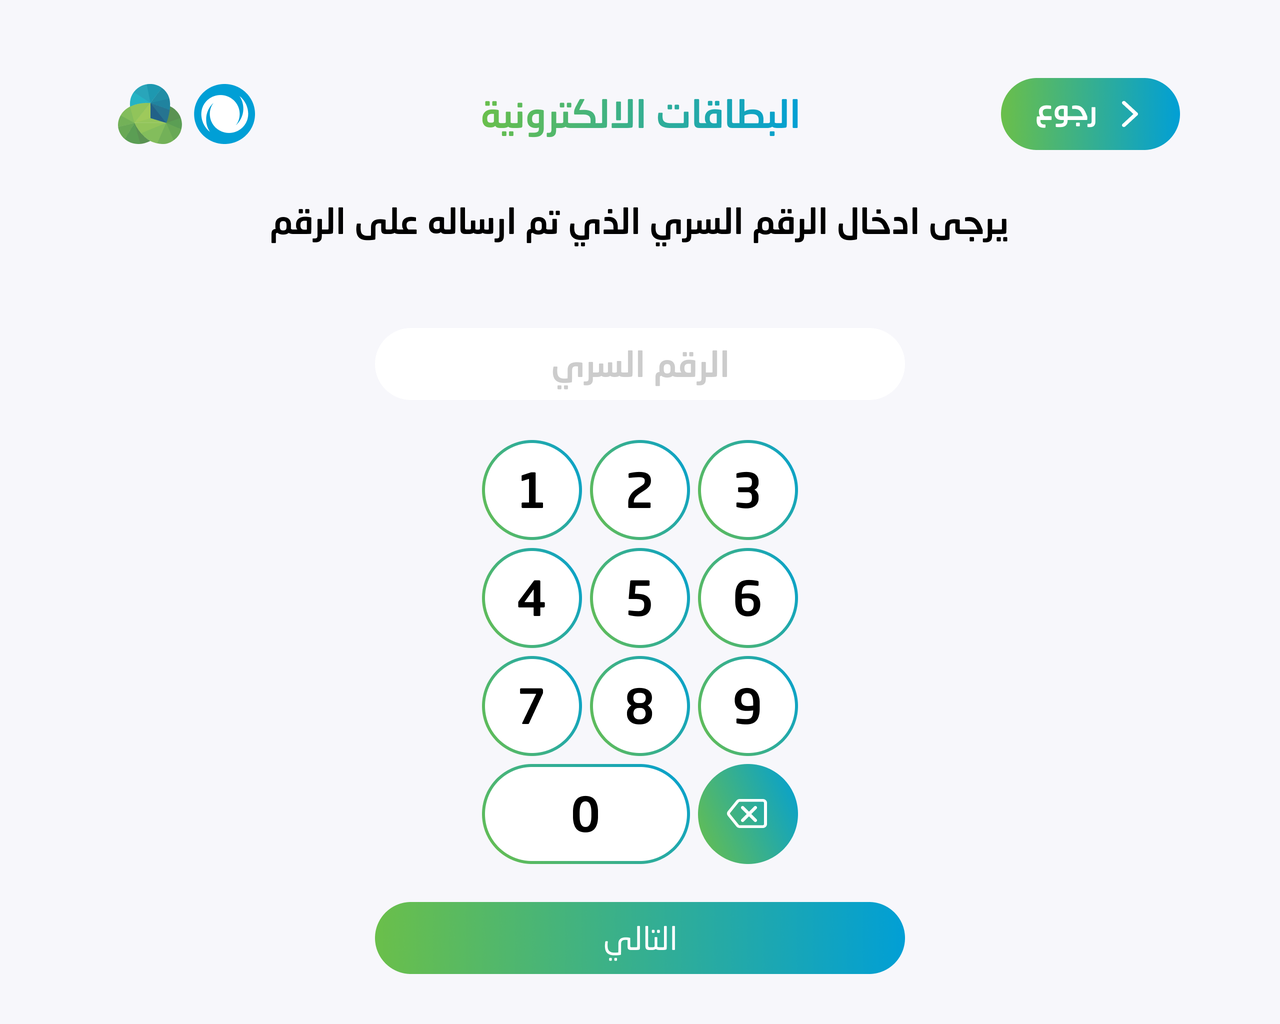 رجوع
البطاقات الالكترونية
يرجى ادخال الرقم السري الذي تم ارساله على الرقم
الرقم السري
1 2 3
4 5 6
7 8 9
0
التالي